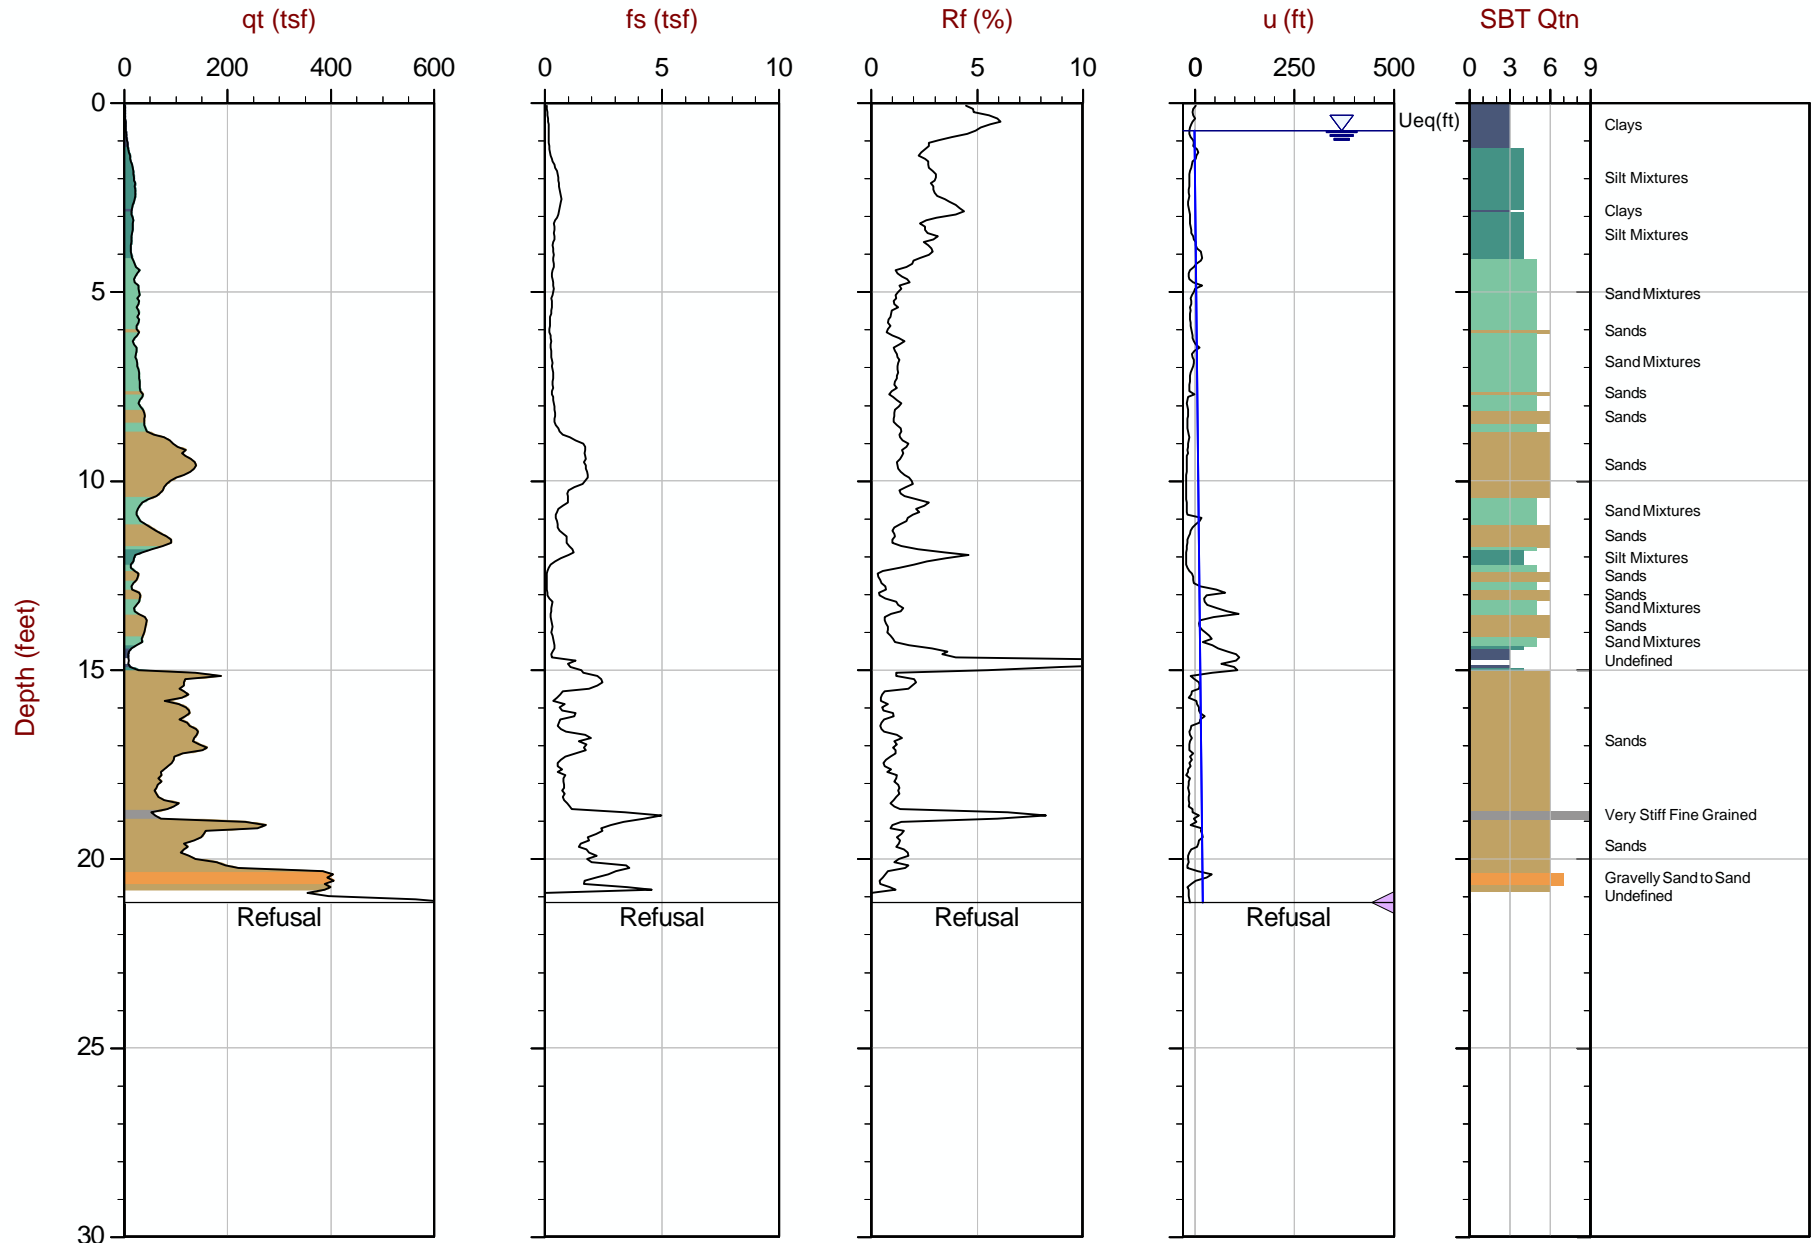 qt (tsf) fs (tsf) Rf (%) u (ft) SBT Qtn
0 200 400 600 0 5 10 0 5 10 0 250 500 0 3 6 9
0
Ueq(ft)
Clays
Silt Mixtures
Clays
Silt Mixtures
5
Sand Mixtures
Sands
Sand Mixtures
Sands
Sands
Sands
10
Sand Mixtures
Sands
Silt Mixtures
Sands
Sands
Sand Mixtures
Sands
Sand Mixtures
Undefined
15
Depth (feet)
Sands
Very Stiff Fine Grained
Sands
20
Gravelly Sand to Sand
Undefined
Refusal Refusal Refusal Refusal
25
30